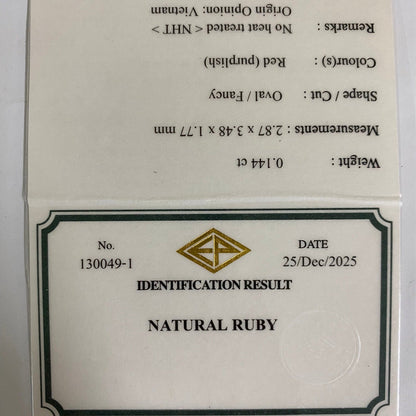 Weight : 0.144 ct
Measurements : 2.87 x 3.48 x 1.77 mm
Shape / Cut : Oval / Fancy
Colour(s) : Red (purplish)
Remarks : No heat treated < NHT >
Origin Opinion: Vietnam
No. DATE
130049-1 25/Dec/2025
IDENTIFICATION RESULT
NATURAL RUBY